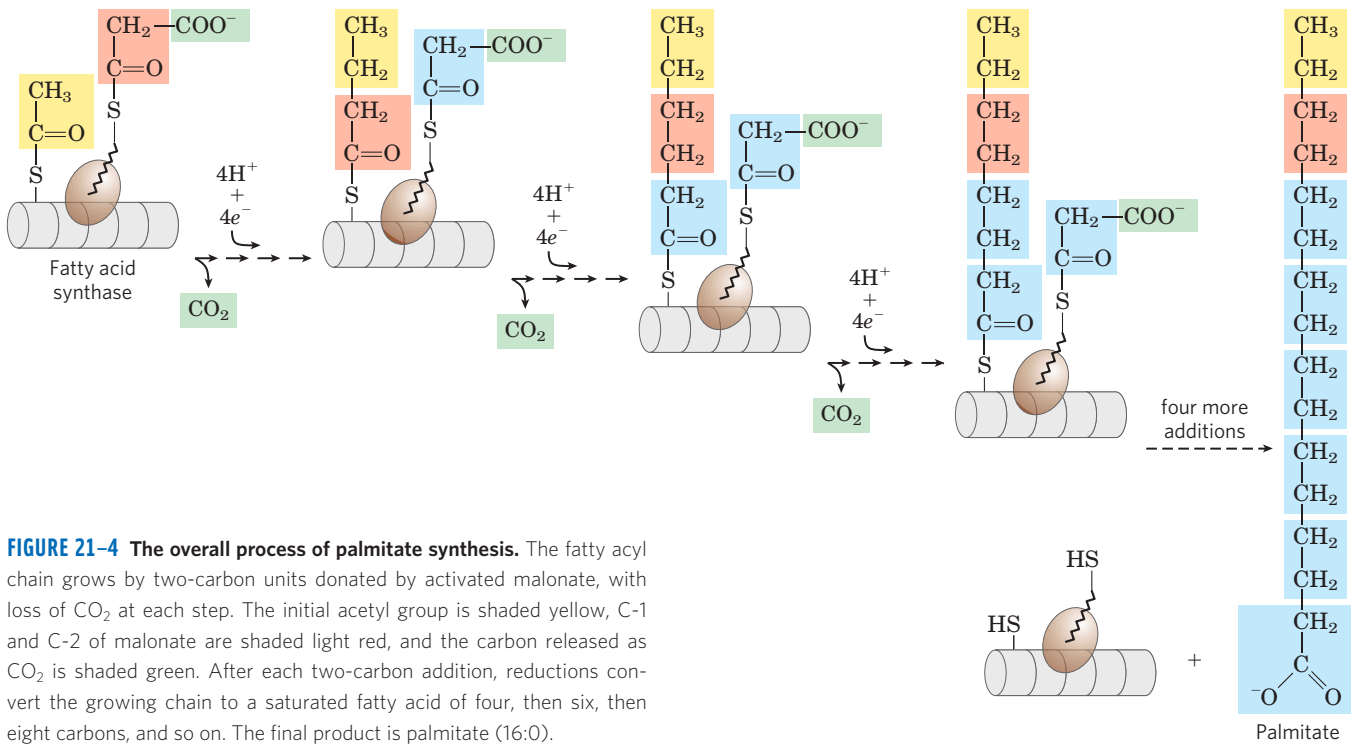 CH₂—COO⁻
C=O
S
CH₃
C=O
S
Fatty acid
synthase
4H⁺
+
4e⁻
CO₂
CH₃
CH₂
CH₂
C=O
S
CH₂—COO⁻
C=O
S
4H⁺
+
4e⁻
CO₂
CH₃
CH₂
CH₂
CH₂
CH₂
C=O
S
CH₂—COO⁻
C=O
S
4H⁺
+
4e⁻
CO₂
CH₃
CH₂
CH₂
CH₂
CH₂
CH₂
CH₂
C=O
S
CH₂—COO⁻
C=O
S
four more
additions
CH₃
CH₂
CH₂
CH₂
CH₂
CH₂
CH₂
CH₂
CH₂
CH₂
CH₂
CH₂
CH₂
CH₂
CH₂
C
⁻O O
Palmitate
HS
HS
+
FIGURE 21–4 The overall process of palmitate synthesis. The fatty acyl
chain grows by two-carbon units donated by activated malonate, with
loss of CO₂ at each step. The initial acetyl group is shaded yellow, C-1
and C-2 of malonate are shaded light red, and the carbon released as
CO₂ is shaded green. After each two-carbon addition, reductions con-
vert the growing chain to a saturated fatty acid of four, then six, then
eight carbons, and so on. The final product is palmitate (16:0).